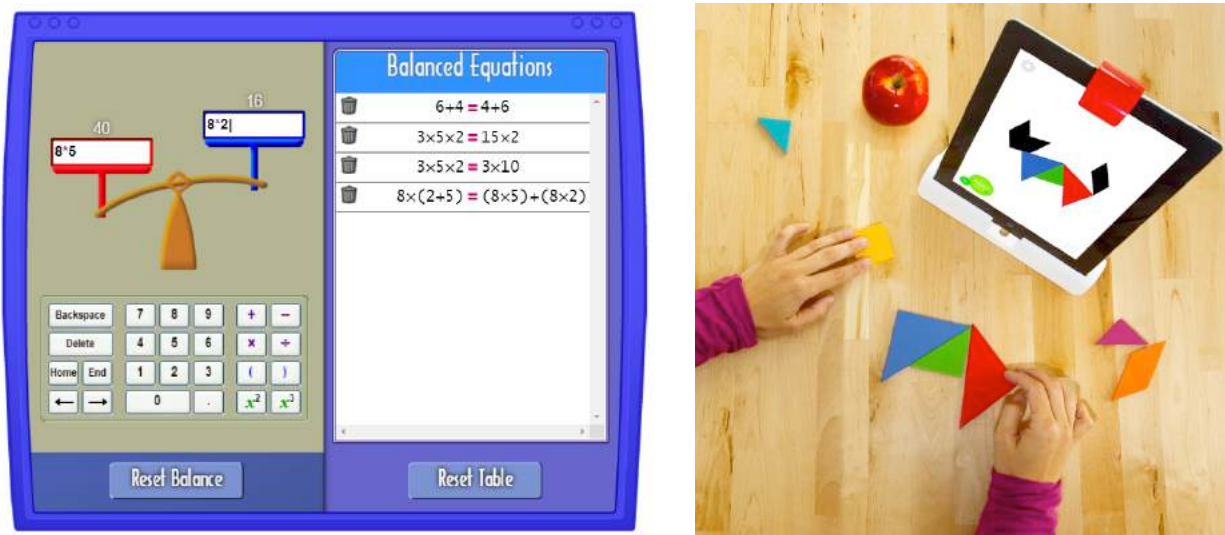 40
8*5
16
8*2
Balanced Equations
6+4=4+6
3×5×2=15×2
3×5×2=3×10
8×(2+5)=(8×5)+(8×2)
Backspace 7 8 9 + −
Delete 4 5 6 × ÷
Home End 1 2 3 ( )
← → 0 . x² x³
Reset Balance
Reset Table